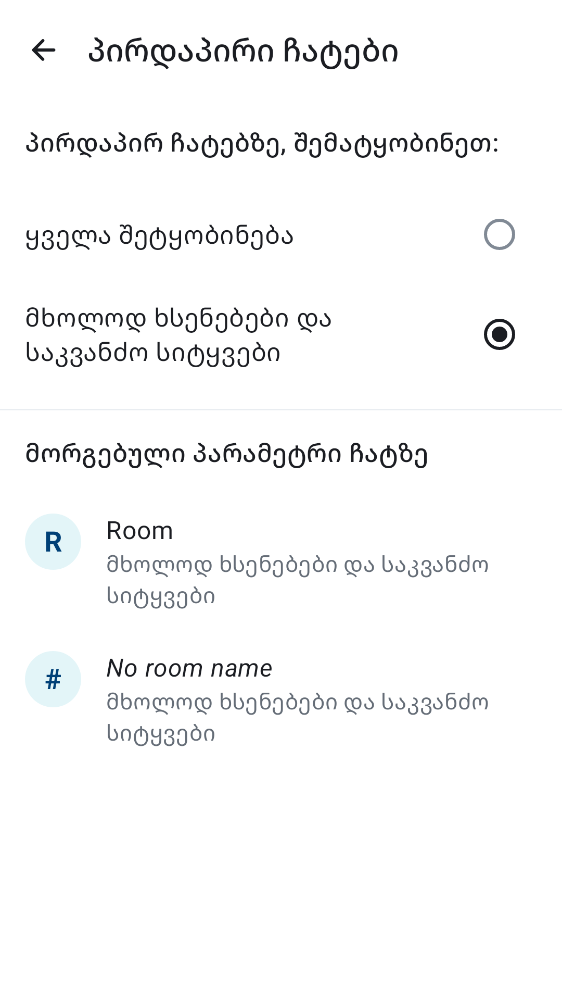 პირდაპირი ჩატები
პირდაპირ ჩატებზე, შემატყობინეთ:
ყველა შეტყობინება
მხოლოდ ხსენებები და
საკვანძო სიტყვები
მორგებული პარამეტრი ჩატზე
R
Room
მხოლოდ ხსენებები და საკვანძო
სიტყვები
#
No room name
მხოლოდ ხსენებები და საკვანძო
სიტყვები